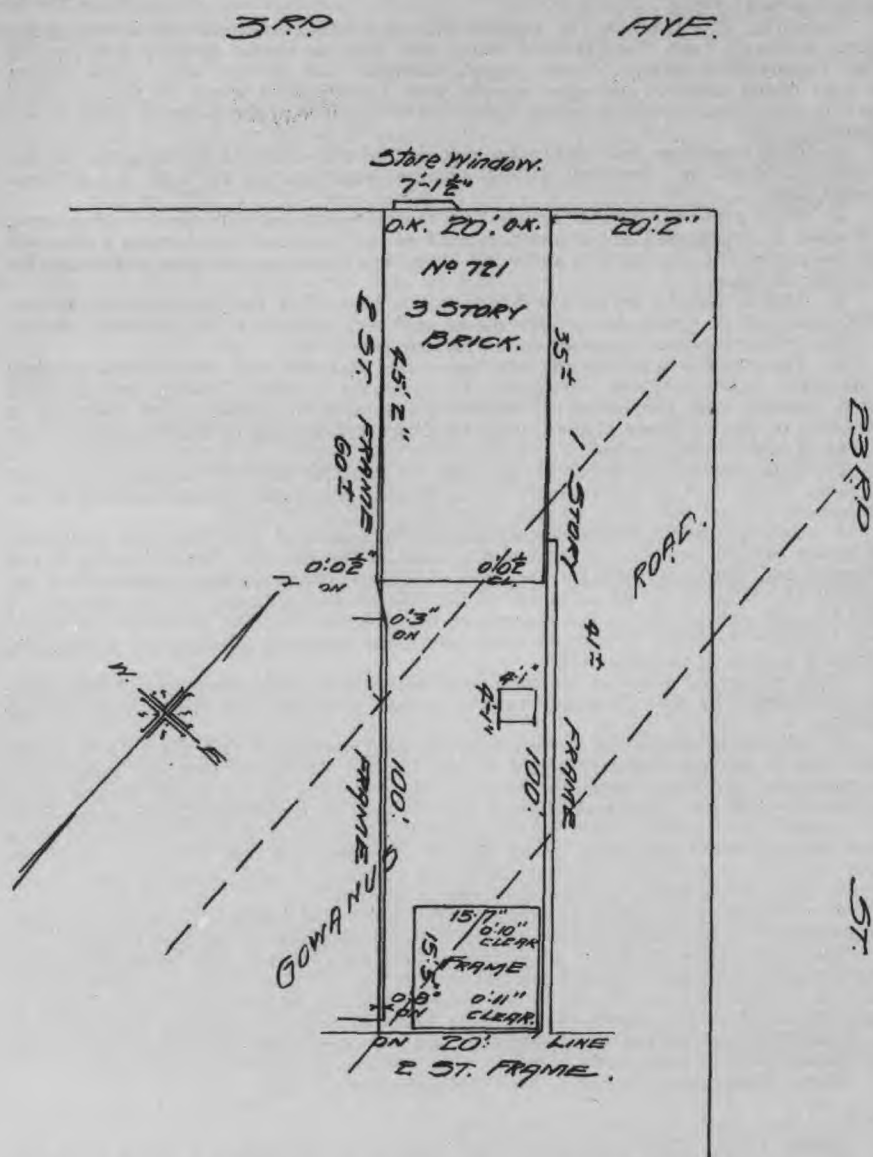 3RD AVE.
Store Window.
7'-1½"
O.K. 20' O.K.
20'2"
No 721
3 STORY
BRICK.
2 ST. FRAME
60±
45'2"
35±
1 STORY
FRAME
41±
23RD
ST.
ROAD.
0'0½"
ON
0'0½
CL.
0'3"
ON
4'1"
4'-1"
N.
E
FRAME
100'
100'
GOWANUS
15'7"
0'10"
CLEAR
FRAME
15'5"
0'8"
ON
0'11"
CLEAR.
ON 20' LINE
2 ST. FRAME.